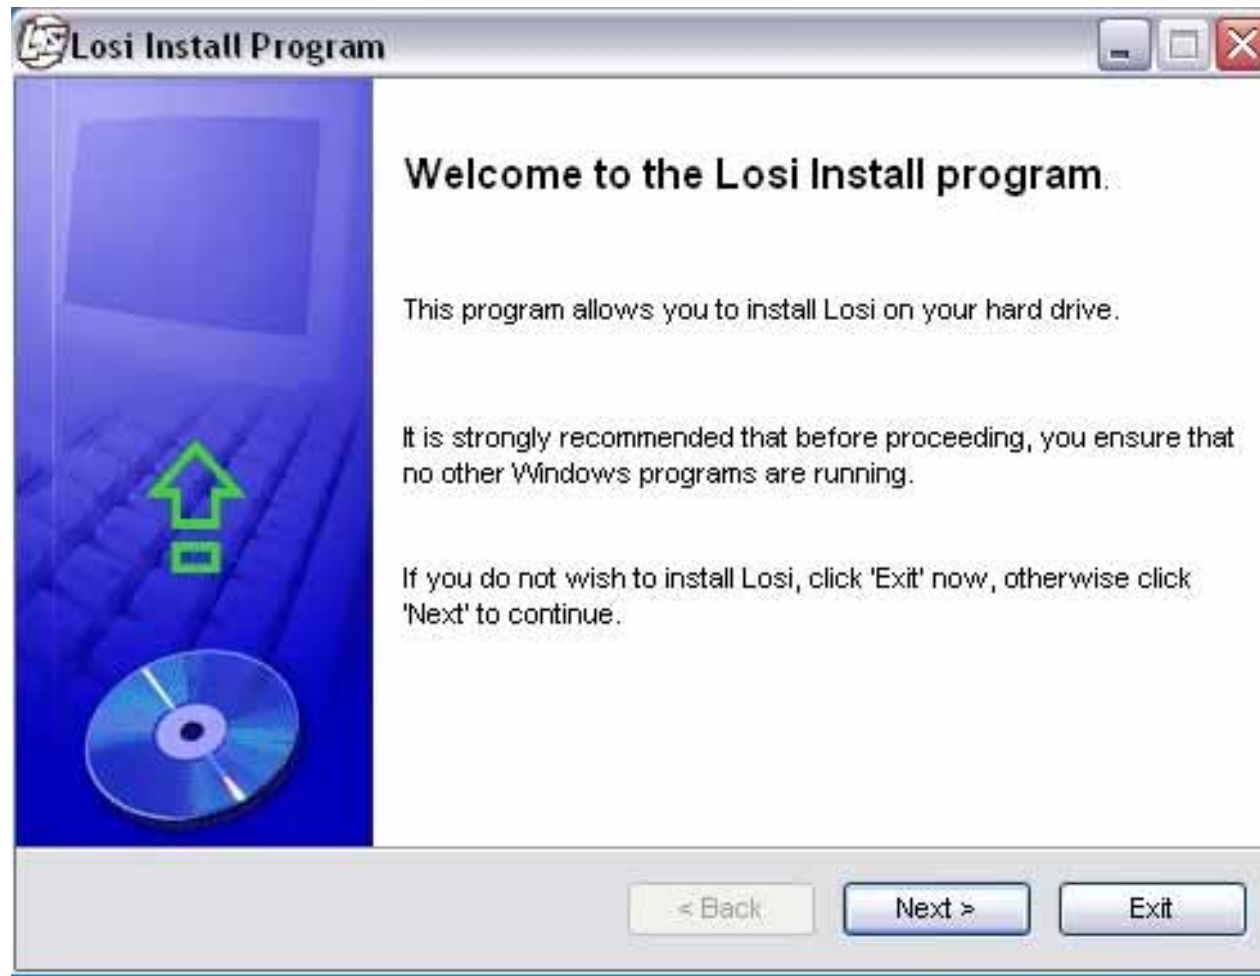 Losi Install Program
Welcome to the Losi Install program.
This program allows you to install Losi on your hard drive.
It is strongly recommended that before proceeding, you ensure that
no other Windows programs are running.
If you do not wish to install Losi, click 'Exit' now, otherwise click
'Next' to continue.
< Back
Next >
Exit